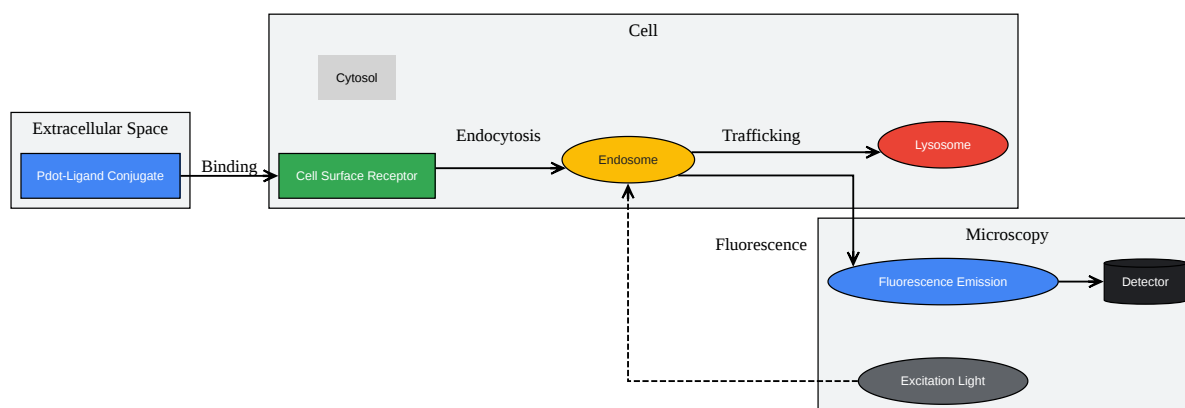 Cell
Cytosol
Extracellular Space
Pdot-Ligand Conjugate
Binding
Cell Surface Receptor
Endocytosis
Endosome
Trafficking
Lysosome
Fluorescence
Microscopy
Fluorescence Emission
Detector
Excitation Light